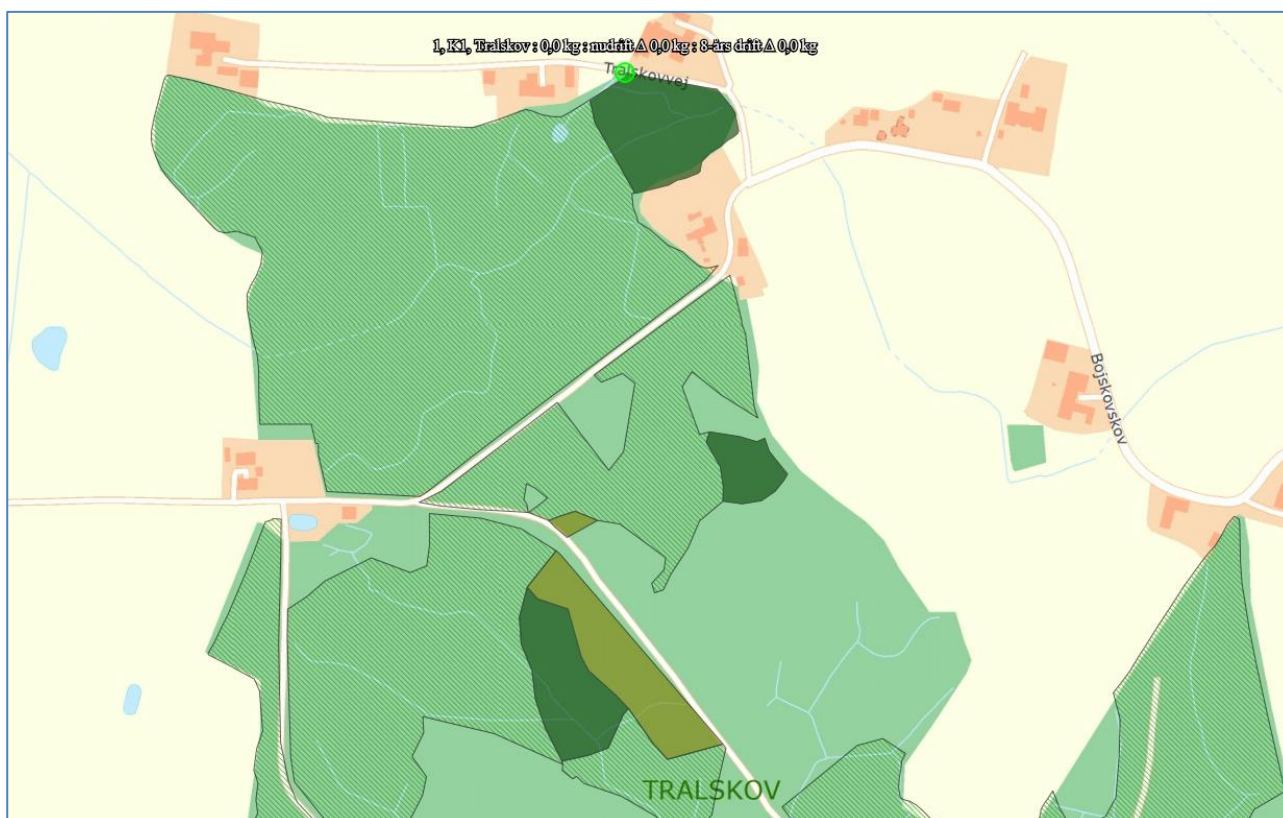 1, K1, Tralskov : 0,0 kg : nudrift Δ 0,0 kg : 8-års drift Δ 0,0 kg
Tralskovvej
Bojskovskov
TRALSKOV